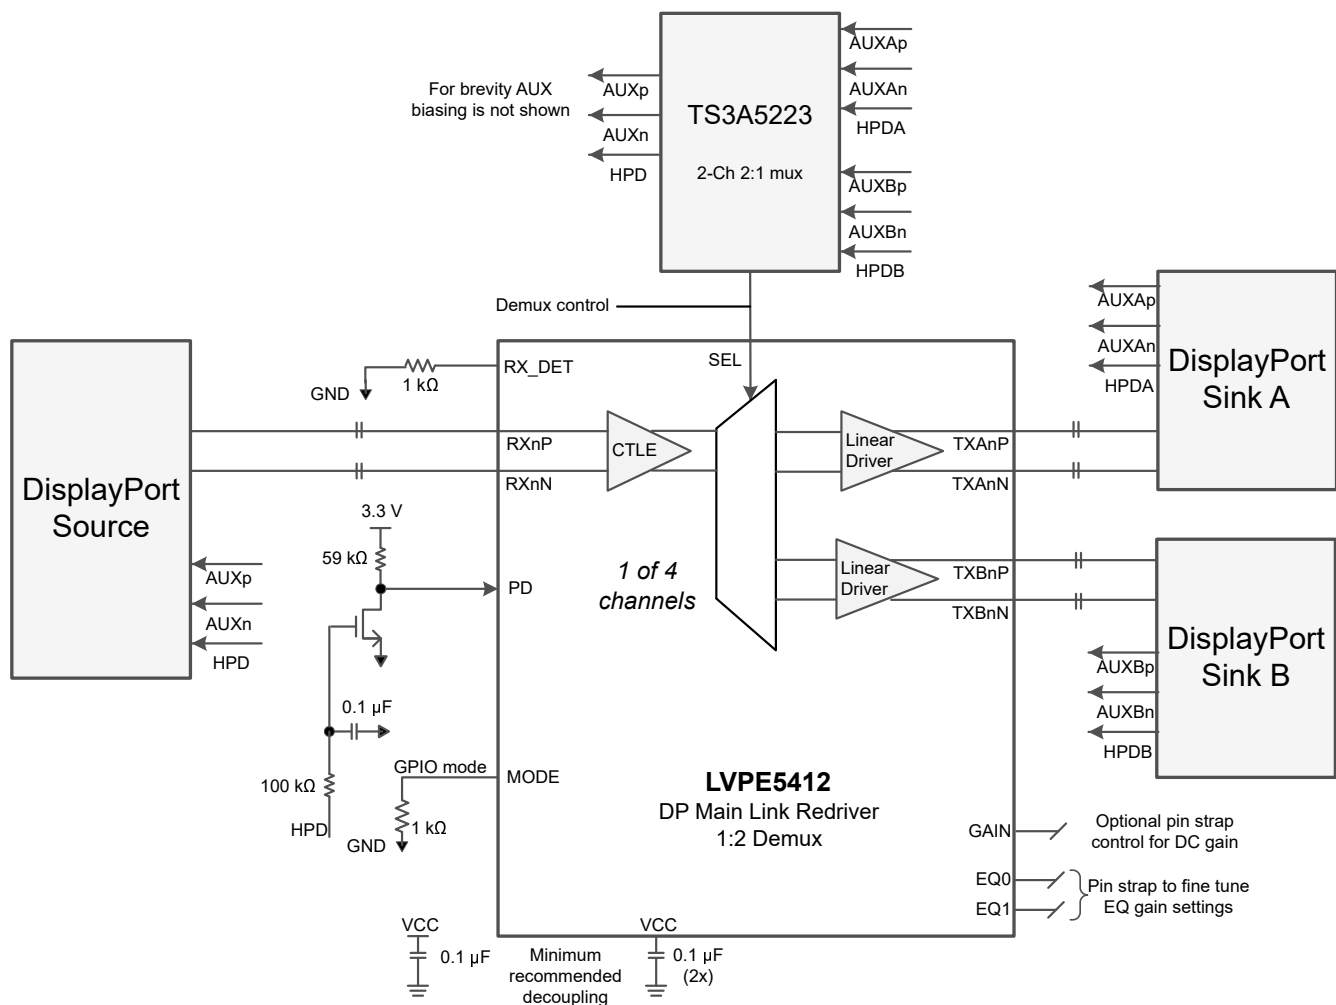 AUXAp
AUXAn
HPDA
For brevity AUX
biasing is not shown
AUXp
AUXn
HPD
TS3A5223
2-Ch 2:1 mux
AUXBp
AUXBn
HPDB
Demux control
SEL
RX_DET
1 kΩ
GND
AUXAp
AUXAn
HPDA
DisplayPort
Sink A
RXnP
RXnN
CTLE
Linear
Driver
TXAnP
TXAnN
DisplayPort
Source
3.3 V
59 kΩ
PD
1 of 4
channels
Linear
Driver
TXBnP
TXBnN
AUXp
AUXn
HPD
DisplayPort
Sink B
AUXBp
AUXBn
HPDB
0.1 µF
100 kΩ
HPD
GPIO mode
MODE
1 kΩ
GND
LVPE5412
DP Main Link Redriver
1:2 Demux
GAIN
Optional pin strap
control for DC gain
EQ0
EQ1
Pin strap to fine tune
EQ gain settings
VCC
0.1 µF
Minimum
recommended
decoupling
VCC
0.1 µF
(2x)